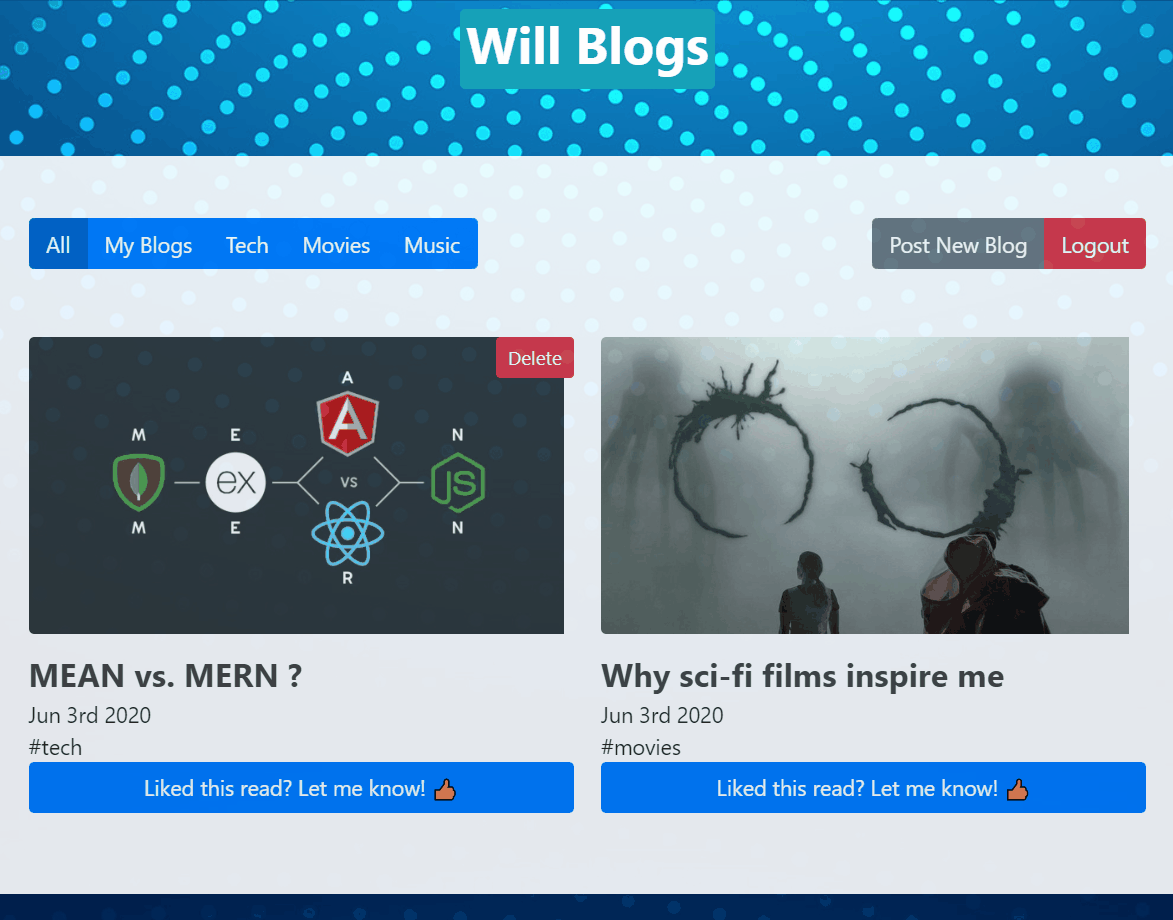 Will Blogs
All My Blogs Tech Movies Music Post New Blog Logout
Delete
A
M E N
ex VS JS
M E N
R
MEAN vs. MERN ? Why sci-fi films inspire me
Jun 3rd 2020 Jun 3rd 2020
#tech #movies
Liked this read? Let me know! 👍🏾 Liked this read? Let me know! 👍🏾